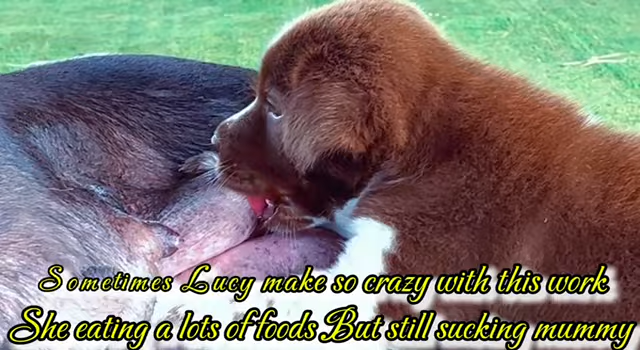 Sometimes Lucy make so crazy with this work
She eating a lots of foods But still sucking mummy